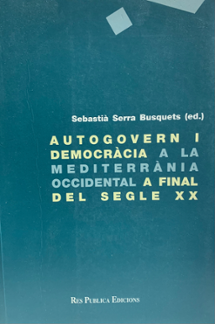 Sebastià Serra Busquets (ed.)
AUTOGOVERN I
DEMOCRÀCIA A LA
MEDITERRÀNIA
OCCIDENTAL A FINAL
DEL SEGLE XX
RES PUBLICA EDICIONS